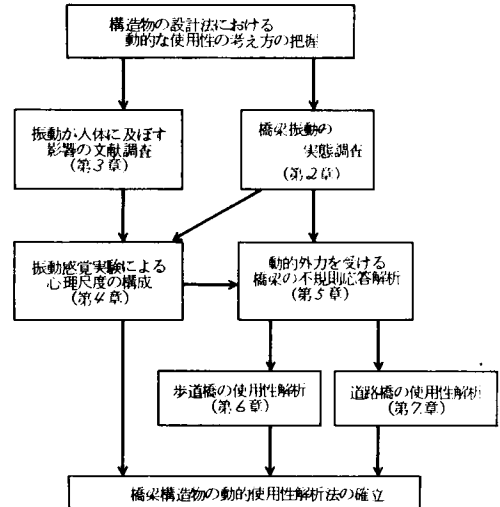 構造物の設計法における
動的な使用性の考え方の把握
振動が人体に及ぼす
影響の文献調査
(第3章)
橋梁振動の
実態調査
(第2章)
振動感覚実験による
心理尺度の構成
(第4章)
動的外力を受ける
橋梁の不規則応答解析
(第5章)
歩道橋の使用性解析
(第6章)
道路橋の使用性解析
(第7章)
橋梁構造物の動的使用性解析法の確立